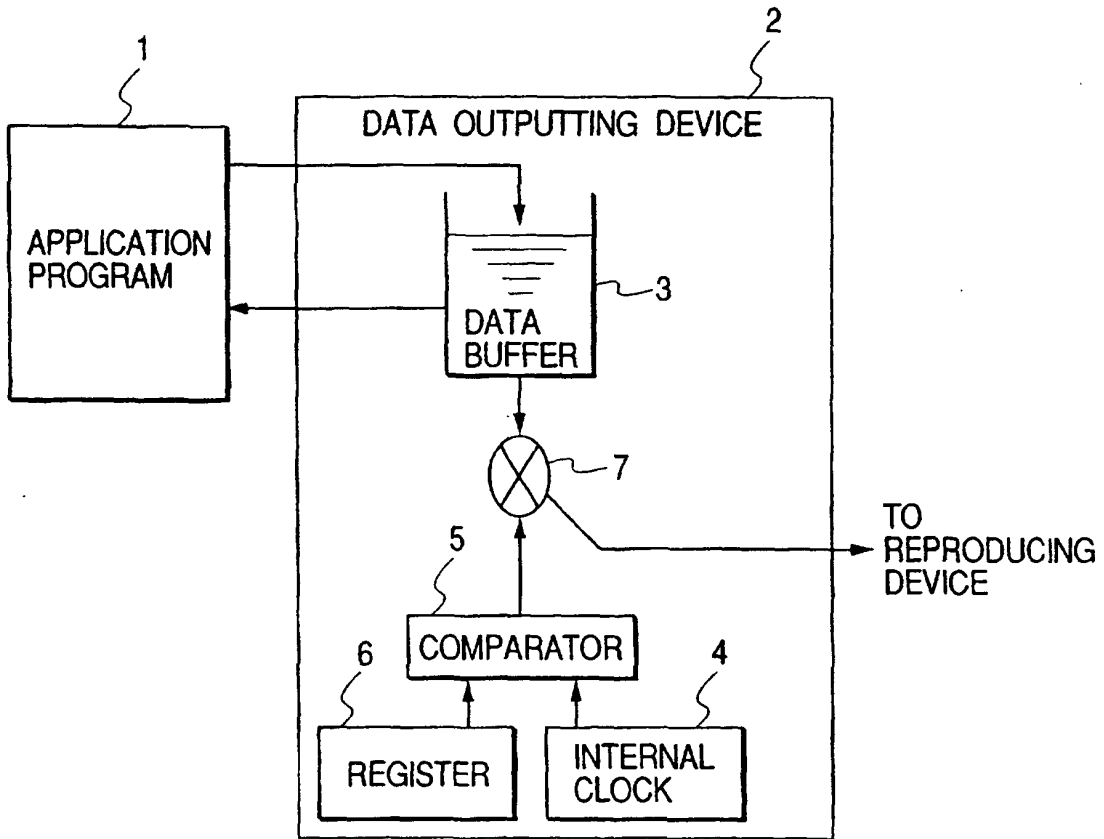 1
2
DATA OUTPUTTING DEVICE
APPLICATION
PROGRAM
3
DATA
BUFFER
7
TO
REPRODUCING
DEVICE
5
COMPARATOR
6
4
REGISTER
INTERNAL
CLOCK